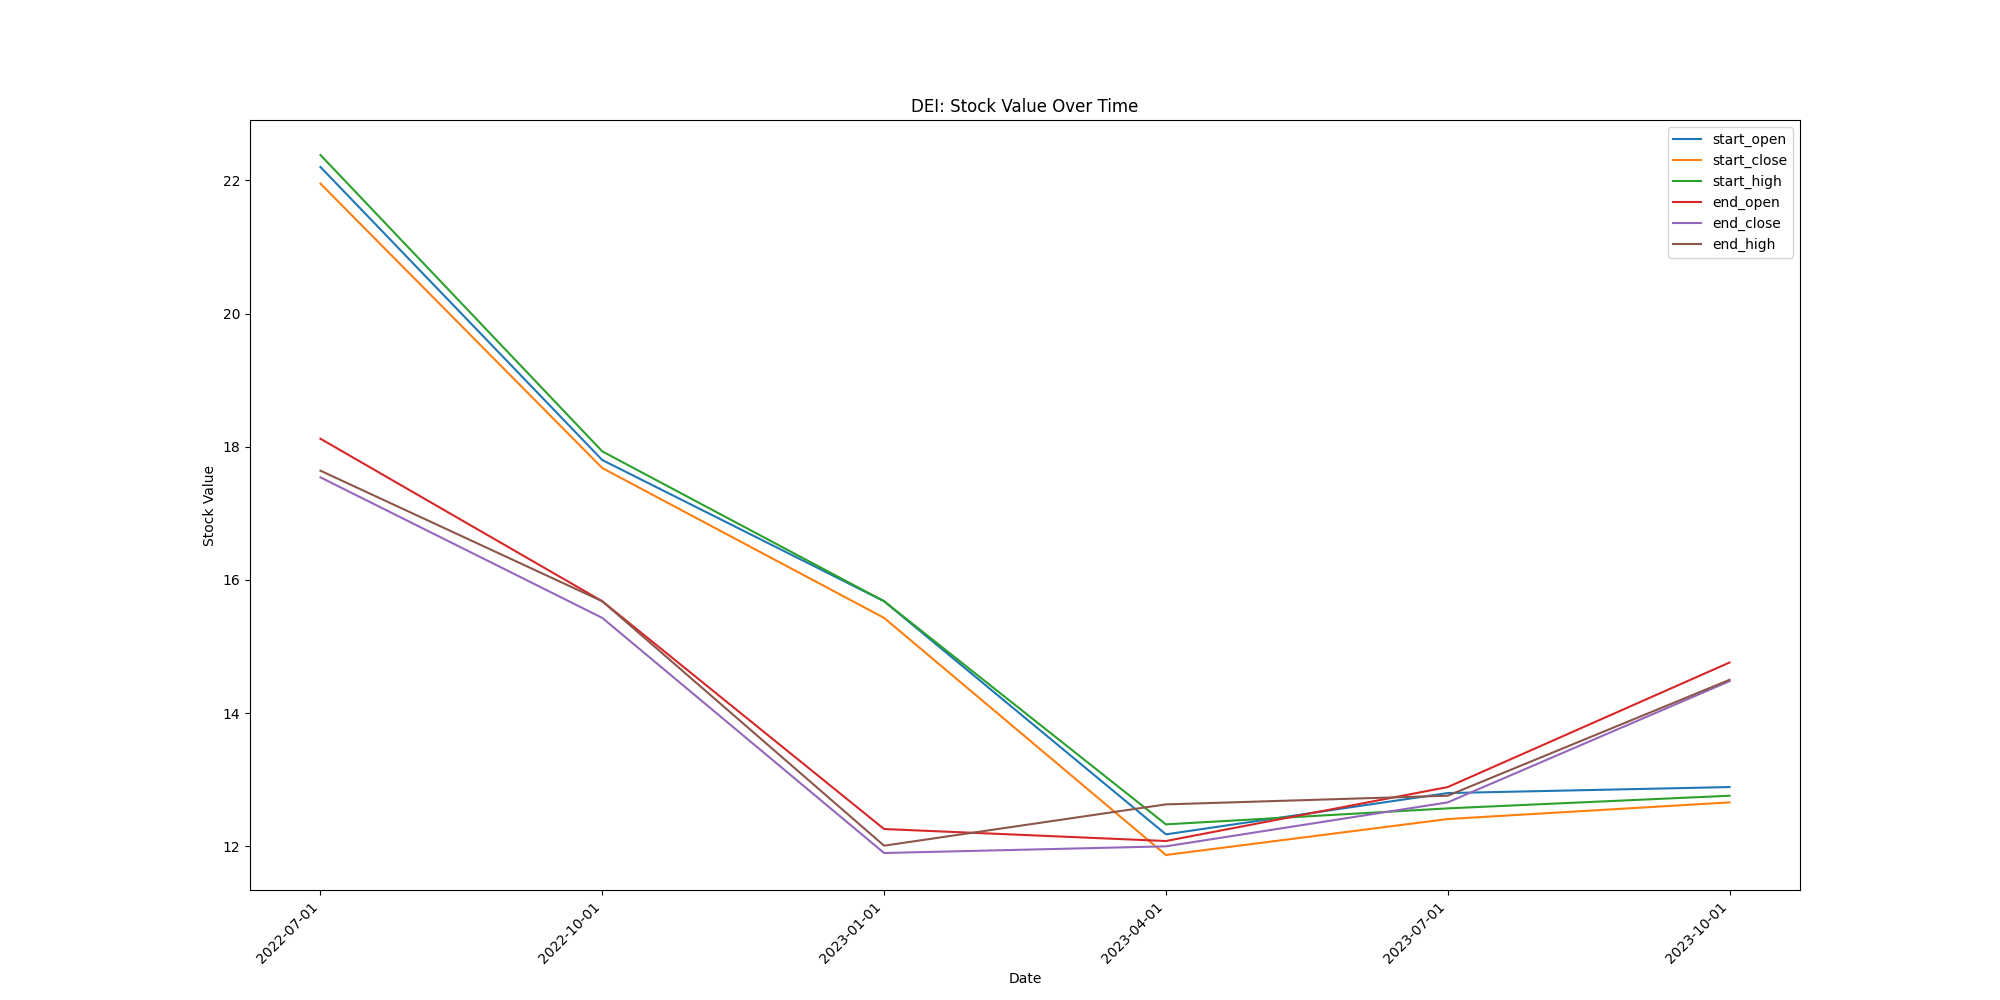 DEI: Stock Value Over Time
start_open
start_close
start_high
end_open
end_close
end_high
Stock Value
22
20
18
16
14
12
2022-07-01
2022-10-01
2023-01-01
2023-04-01
2023-07-01
2023-10-01
Date